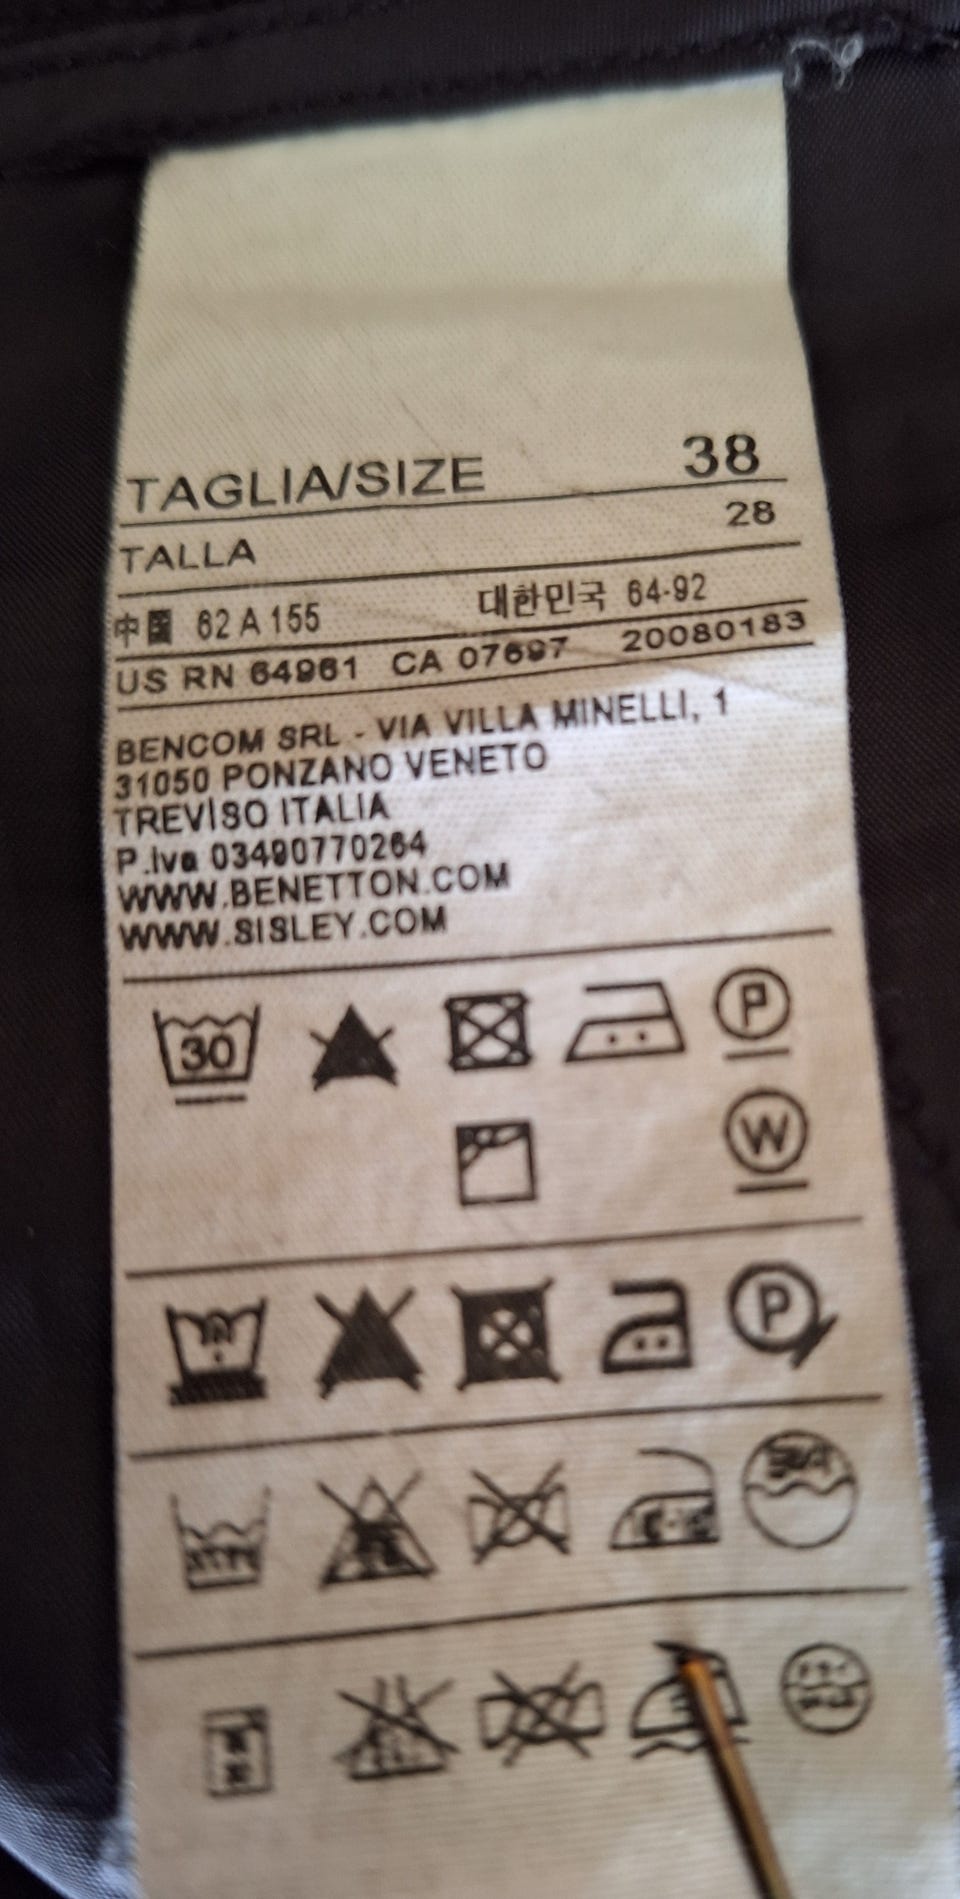 TAGLIA/SIZE 38
TALLA 28
中国 62 A 155 대한민국 64-92
US RN 64961 CA 07697 20080183
BENCOM SRL - VIA VILLA MINELLI, 1
31050 PONZANO VENETO
TREVISO ITALIA
P.Iva 03490770264
WWW.BENETTON.COM
WWW.SISLEY.COM
30 P
W
P